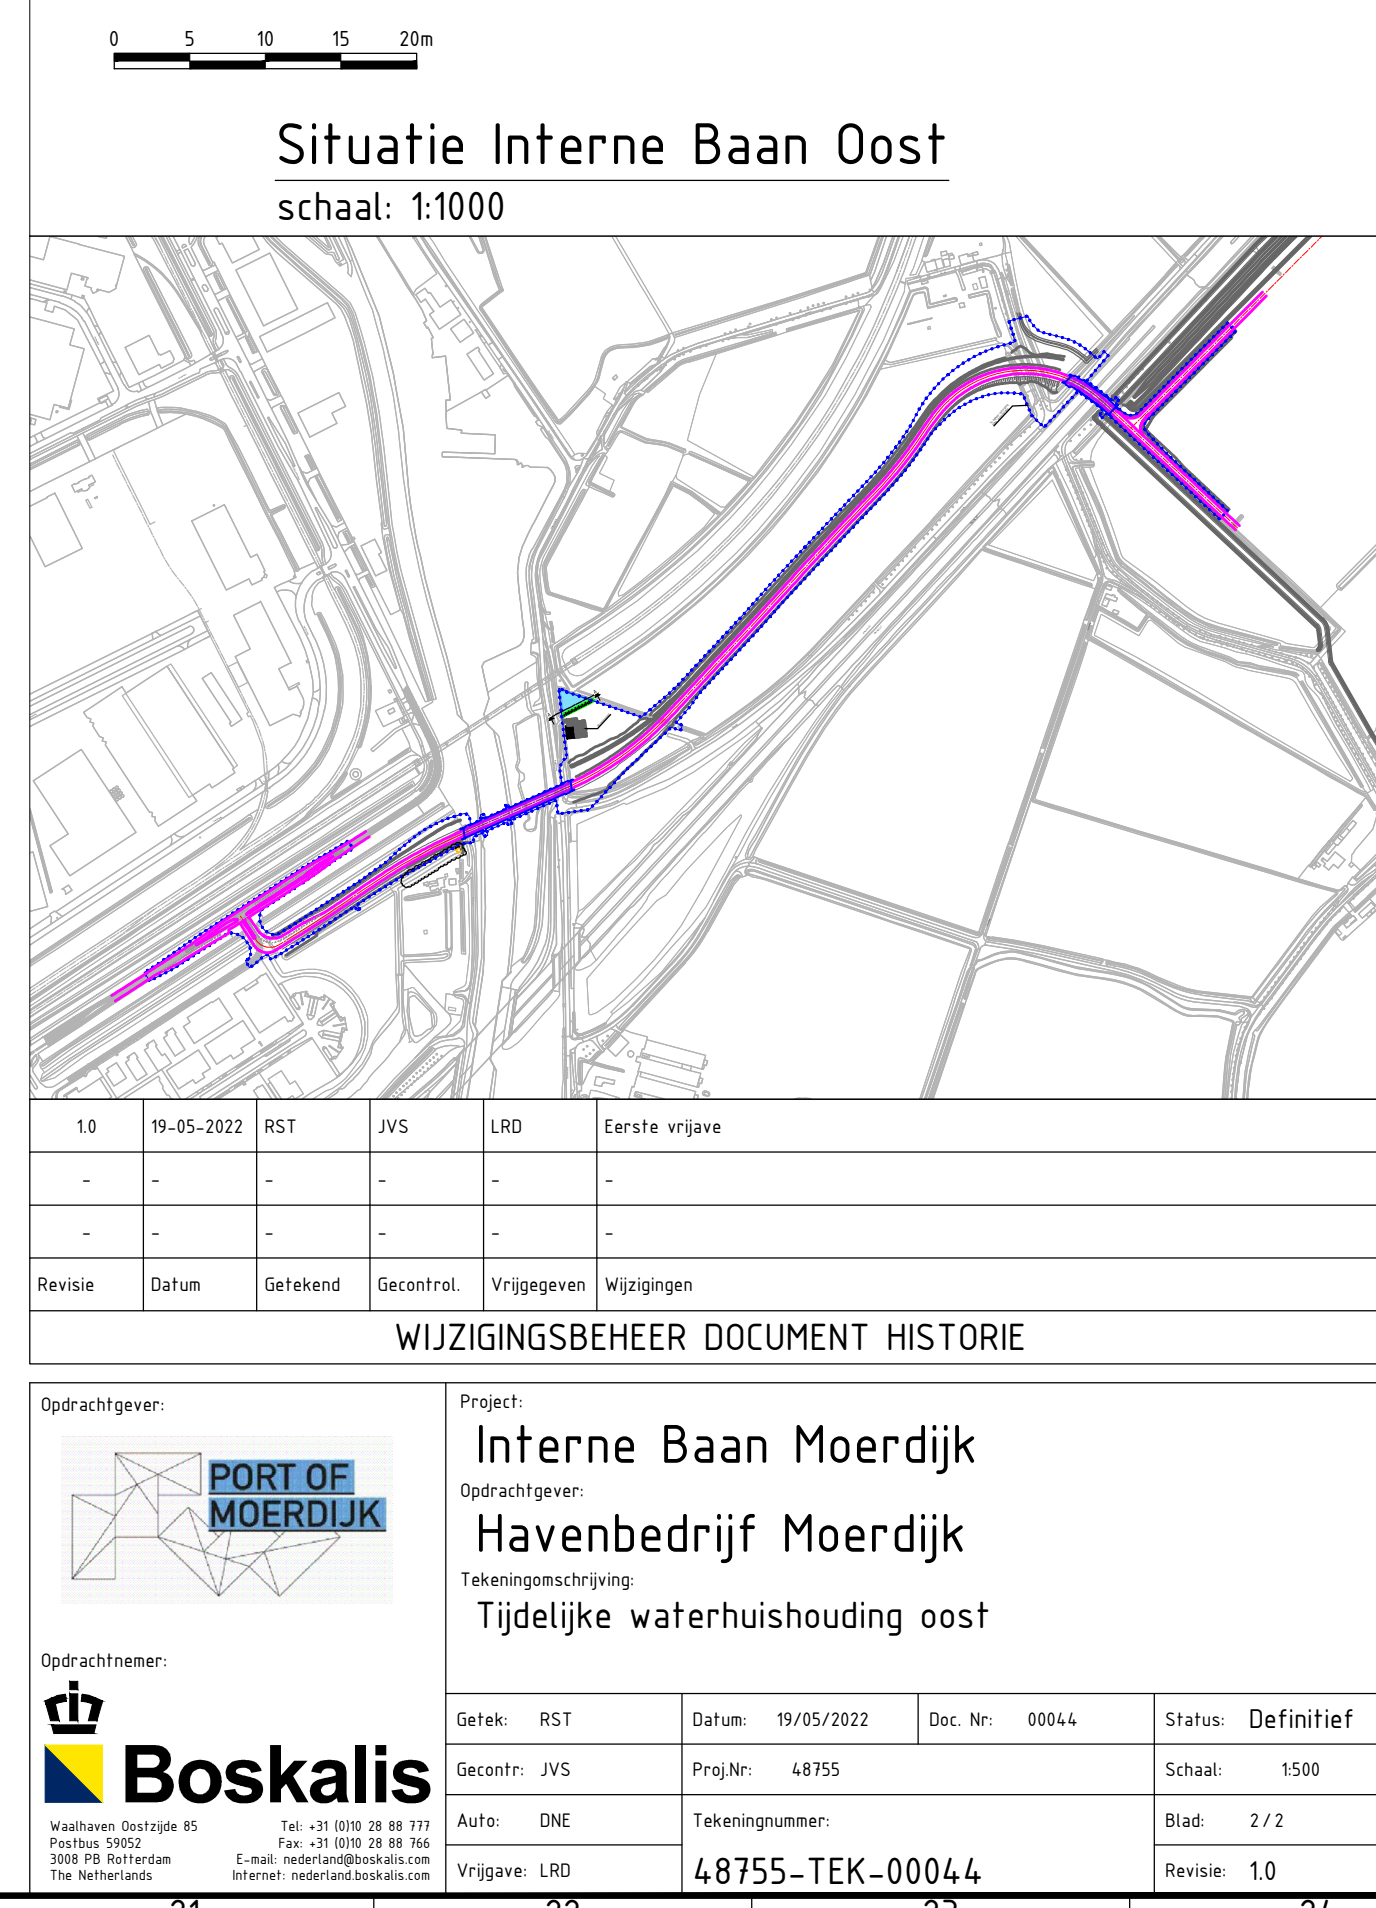 0 5 10 15 20m
Situatie Interne Baan Oost
schaal: 1:1000
1.0 19-05-2022 RST JVS LRD Eerste vrijave
- - - - - -
- - - - - -
Revisie Datum Getekend Gecontrol. Vrijgegeven Wijzigingen
WIJZIGINGSBEHEER DOCUMENT HISTORIE
Opdrachtgever:
PORT OF
MOERDIJK
Opdrachtnemer:
Boskalis
Waalhaven Oostzijde 85
Postbus 59052
3008 PB Rotterdam
The Netherlands
Tel: +31 (0)10 28 88 777
Fax: +31 (0)10 28 88 766
E-mail: nederland@boskalis.com
Internet: nederland.boskalis.com
Project:
Interne Baan Moerdijk
Opdrachtgever:
Havenbedrijf Moerdijk
Tekeningomschrijving:
Tijdelijke waterhuishouding oost
Getek: RST Datum: 19/05/2022 Doc. Nr: 00044 Status: Definitief
Gecontr: JVS Proj.Nr: 48755 Schaal: 1:500
Auto: DNE Tekeningnummer: Blad: 2/2
Vrijgave: LRD 48755-TEK-00044 Revisie: 1.0